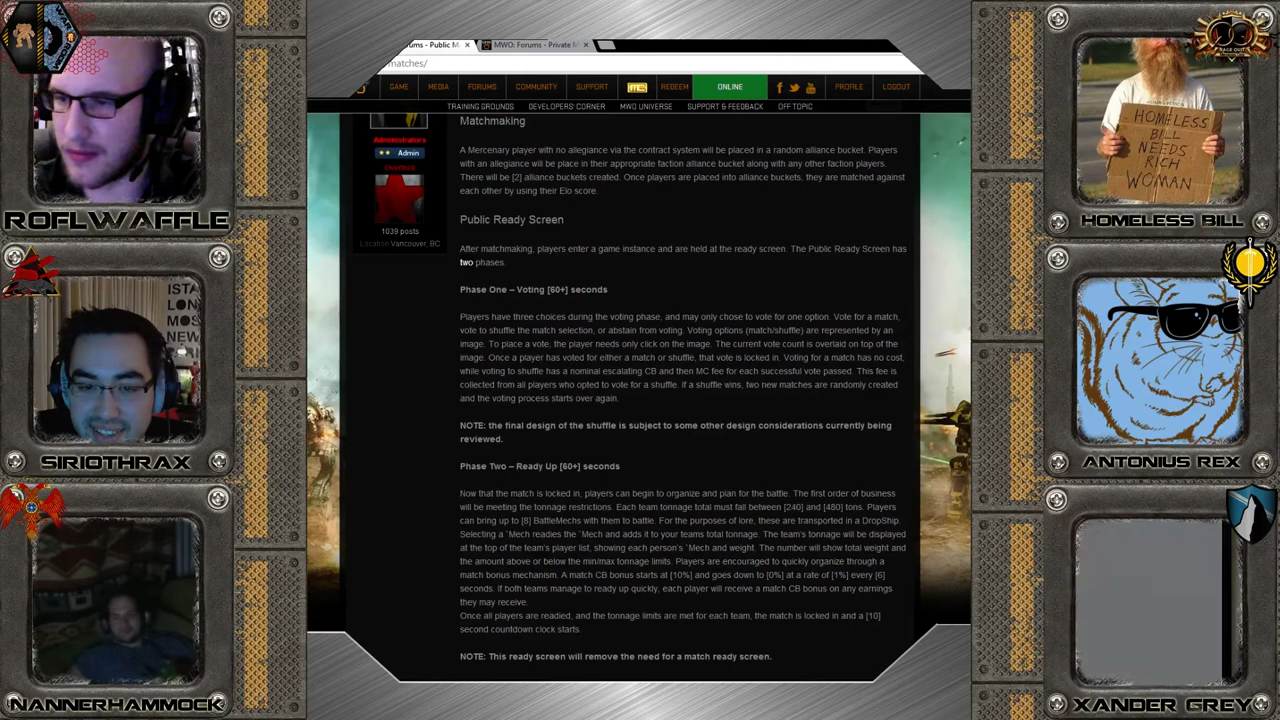 orums - Public M
MWO: Forums - Private M
matches/
GAME MEDIA FORUMS COMMUNITY SUPPORT MC REDEEM ONLINE PROFILE LOGOUT
TRAINING GROUNDS DEVELOPERS' CORNER MWO UNIVERSE SUPPORT & FEEDBACK OFF TOPIC
Administrators
Admin
Overlord
1039 posts
Location Vancouver, BC
Matchmaking
A Mercenary player with no allegiance via the contract system will be placed in a random alliance bucket. Players
with an allegiance will be place in their appropriate faction alliance bucket along with any other faction players.
There will be [2] alliance buckets created. Once players are placed into alliance buckets, they are matched against
each other by using their Elo score.
Public Ready Screen
After matchmaking, players enter a game instance and are held at the ready screen. The Public Ready Screen has
two phases.
Phase One – Voting [60+] seconds
Players have three choices during the voting phase, and may only chose to vote for one option. Vote for a match,
vote to shuffle the match selection, or abstain from voting. Voting options (match/shuffle) are represented by an
image. To place a vote, the player needs only click on the image. The current vote count is overlaid on top of the
image. Once a player has voted for either a match or shuffle, that vote is locked in. Voting for a match has no cost,
while voting to shuffle has a nominal escalating CB and then MC fee for each successful vote passed. This fee is
collected from all players who opted to vote for a shuffle. If a shuffle wins, two new matches are randomly created
and the voting process starts over again.
NOTE: the final design of the shuffle is subject to some other design considerations currently being
reviewed.
Phase Two – Ready Up [60+] seconds
Now that the match is locked in, players can begin to organize and plan for the battle. The first order of business
will be meeting the tonnage restrictions. Each team tonnage total must fall between [240] and [480] tons. Players
can bring up to [8] BattleMechs with them to battle. For the purposes of lore, these are transported in a DropShip.
Selecting a `Mech readies the `Mech and adds it to your teams total tonnage. The team's tonnage will be displayed
at the top of the team's player list, showing each person's `Mech and weight. The number will show total weight and
the amount above or below the min/max tonnage limits. Players are encouraged to quickly organize through a
match bonus mechanism. A match CB bonus starts at [10%] and goes down to [0%] at a rate of [1%] every [6]
seconds. If both teams manage to ready up quickly, each player will receive a match CB bonus on any earnings
they may receive.
Once all players are readied, and the tonnage limits are met for each team, the match is locked in and a [10]
second countdown clock starts.
NOTE: This ready screen will remove the need for a match ready screen.
ROFLWAFFLE
SIRIOTHRAX
NANNERHAMMOCK
HOMELESS
BILL
NEEDS
RICH
WOMAN
HOMELESS BILL
ANTONIUS REX
XANDER GREY